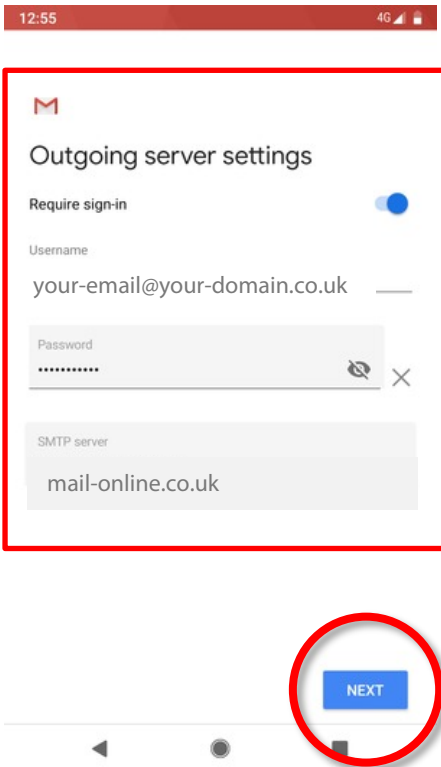 12:55 4G
Outgoing server settings
Require sign-in
Username
your-email@your-domain.co.uk
Password
•••••••••••
SMTP server
mail-online.co.uk
NEXT